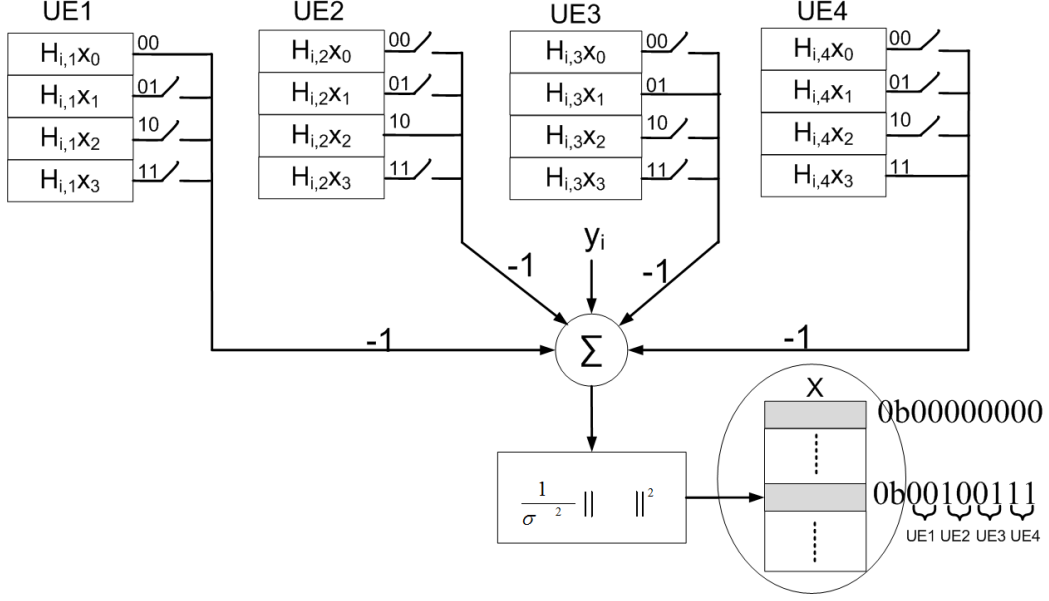 UE1
H_{i,1}x_0 00
H_{i,1}x_1 01
H_{i,1}x_2 10
H_{i,1}x_3 11
UE2
H_{i,2}x_0 00
H_{i,2}x_1 01
H_{i,2}x_2 10
H_{i,2}x_3 11
UE3
H_{i,3}x_0 00
H_{i,3}x_1 01
H_{i,3}x_2 10
H_{i,3}x_3 11
UE4
H_{i,4}x_0 00
H_{i,4}x_1 01
H_{i,4}x_2 10
H_{i,4}x_3 11
y_i
-1
-1
-1
-1
Σ
1/σ² ‖ ‖²
X
0b00000000
0b00100111
UE1 UE2 UE3 UE4